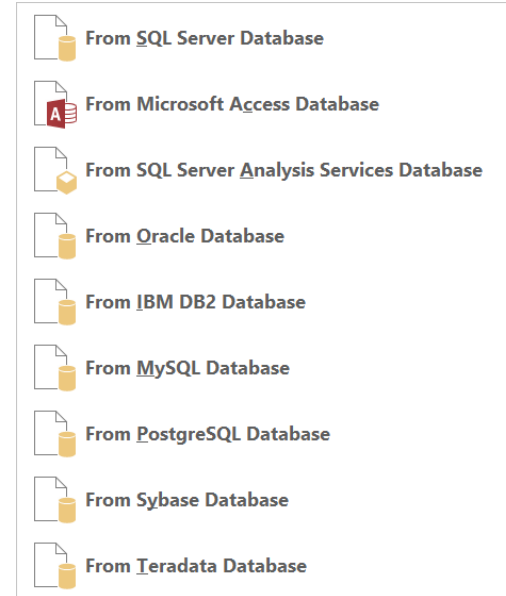 From SQL Server Database
A
From Microsoft Access Database
From SQL Server Analysis Services Database
From Oracle Database
From IBM DB2 Database
From MySQL Database
From PostgreSQL Database
From Sybase Database
From Teradata Database